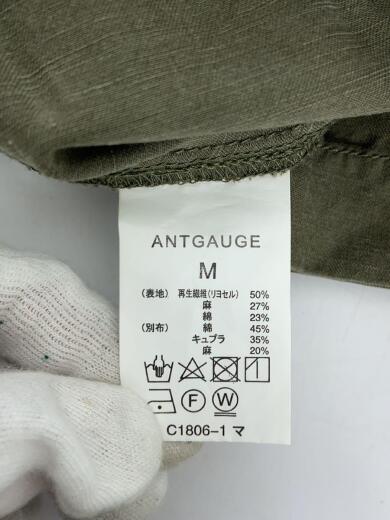 ANTGAUGE
M
(表地) 再生繊維(リヨセル) 50%
麻 27%
綿 23%
(別布) 綿 45%
キュプラ 35%
麻 20%
F W
C1806-1 マ